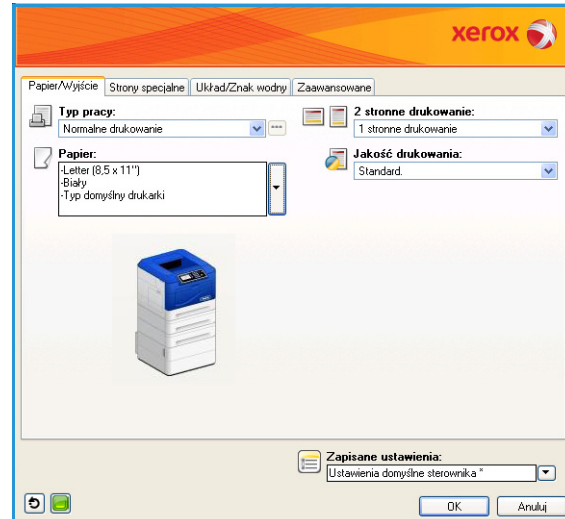 xerox
Papier/Wyjście Strony specjalne Układ/Znak wodny Zaawansowane
Typ pracy:
Normalne drukowanie
2 stronne drukowanie:
1 stronne drukowanie
Papier:
-Letter (8,5 x 11")
-Biały
-Typ domyślny drukarki
Jakość drukowania:
Standard.
Zapisane ustawienia:
Ustawienia domyślne sterownika *
OK Anuluj